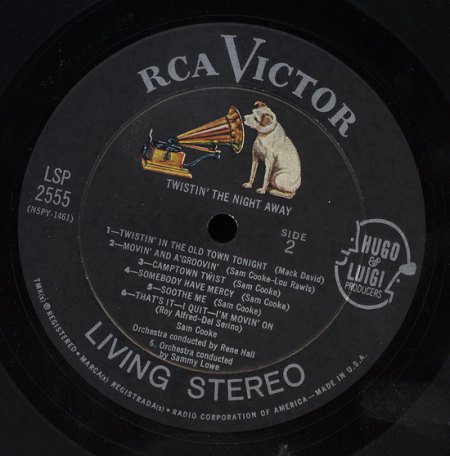 RCA VICTOR
TWISTIN' THE NIGHT AWAY
LSP
2555
(N5PY-1461)
SIDE
2
1—TWISTIN' IN THE OLD TOWN TONIGHT (Mack David)
2—MOVIN' AND A'GROOVIN' (Sam Cooke-Lou Rawls)
3—CAMPTOWN TWIST (Sam Cooke)
4—SOMEBODY HAVE MERCY (Sam Cooke)
5—SOOTHE ME (Sam Cooke)
6—THAT'S IT—I QUIT—I'M MOVIN' ON
(Roy Alfred-Del Serino)
Sam Cooke
Orchestra conducted by Rene Hall
6. Orchestra conducted
by Sammy Lowe
HUGO
&
LUIGI
PRODUCERS
LIVING STEREO
TMK(s) ® REGISTERED • MARCA(s) REGISTRADA(s) • RADIO CORPORATION OF AMERICA—MADE IN U.S.A.